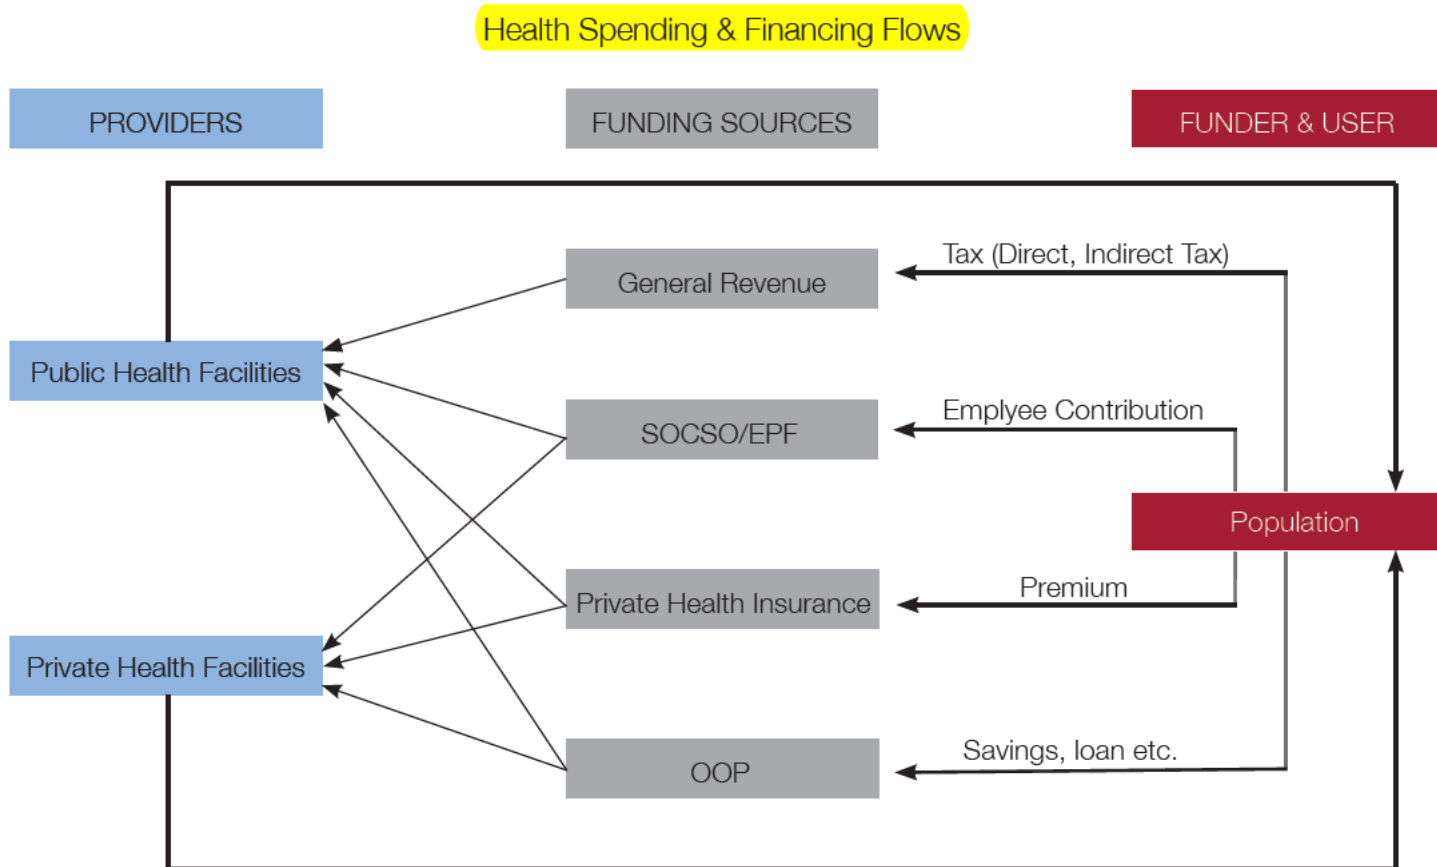 Health Spending & Financing Flows
PROVIDERS
FUNDING SOURCES
FUNDER & USER
Tax (Direct, Indirect Tax)
General Revenue
Public Health Facilities
Emplyee Contribution
SOCSO/EPF
Population
Premium
Private Health Insurance
Private Health Facilities
Savings, loan etc.
OOP